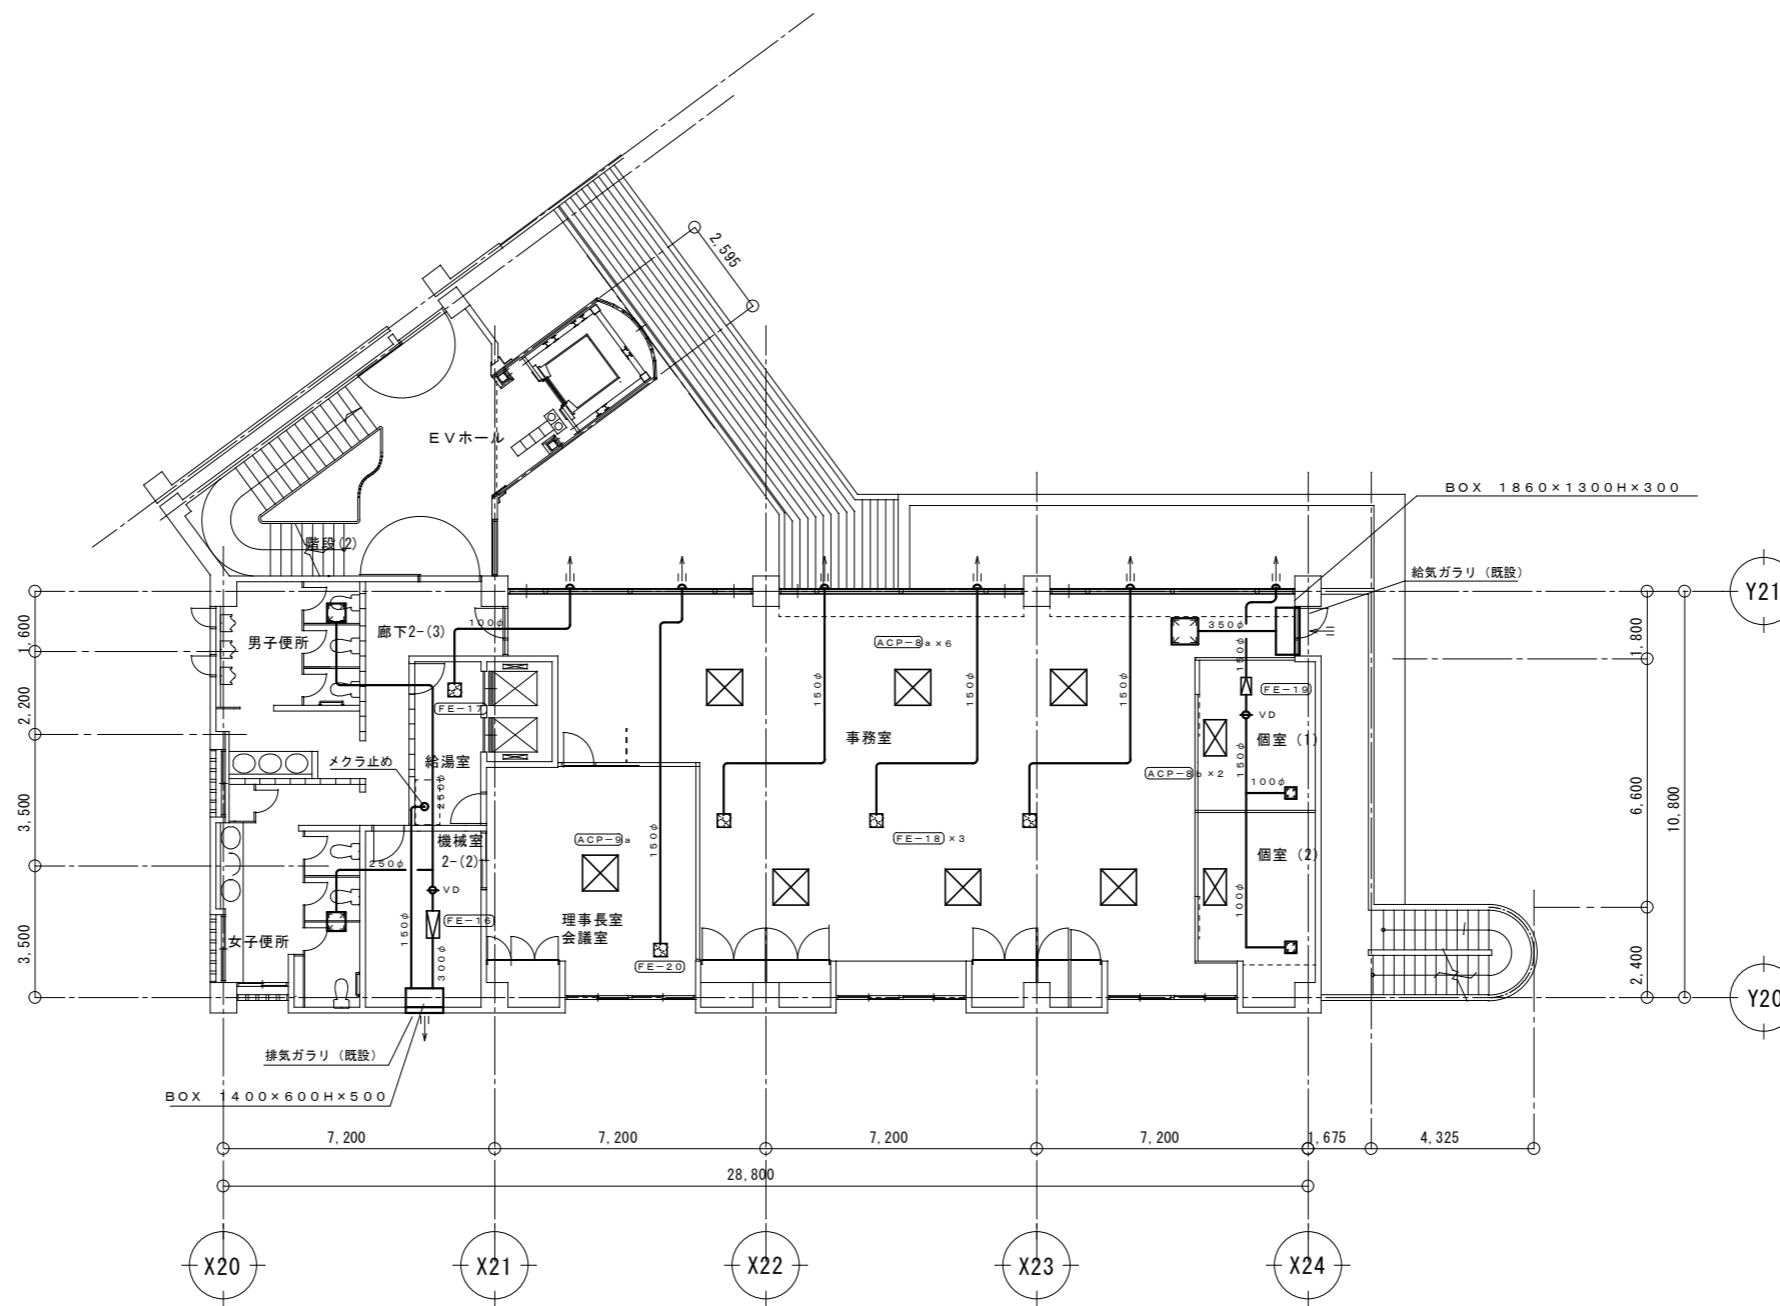 2,595
EVホール
BOX 1860×1300H×300
階段(2)
給気ガラリ (既設)
Y21
1,600
男子便所
廊下2-(3)
100φ
ACP-8a×6
350φ
1,800
150φ
150φ
150φ
150φ
FE-17
FE-19
2,200
VD
事務室
個室 (1)
メクラ止め
給湯室
250φ
150φ
ACP-8b×2
100φ
6,600
10,800
3,500
機械室
2-(2)
ACP-9a
150φ
FE-18×3
個室 (2)
250φ
VD
100φ
FE-16
理事長室
会議室
150φ
女子便所
300φ
FE-20
3,500
2,400
Y20
排気ガラリ (既設)
BOX 1400×600H×500
7,200
7,200
7,200
7,200
1,675
4,325
28,800
X20
X21
X22
X23
X24